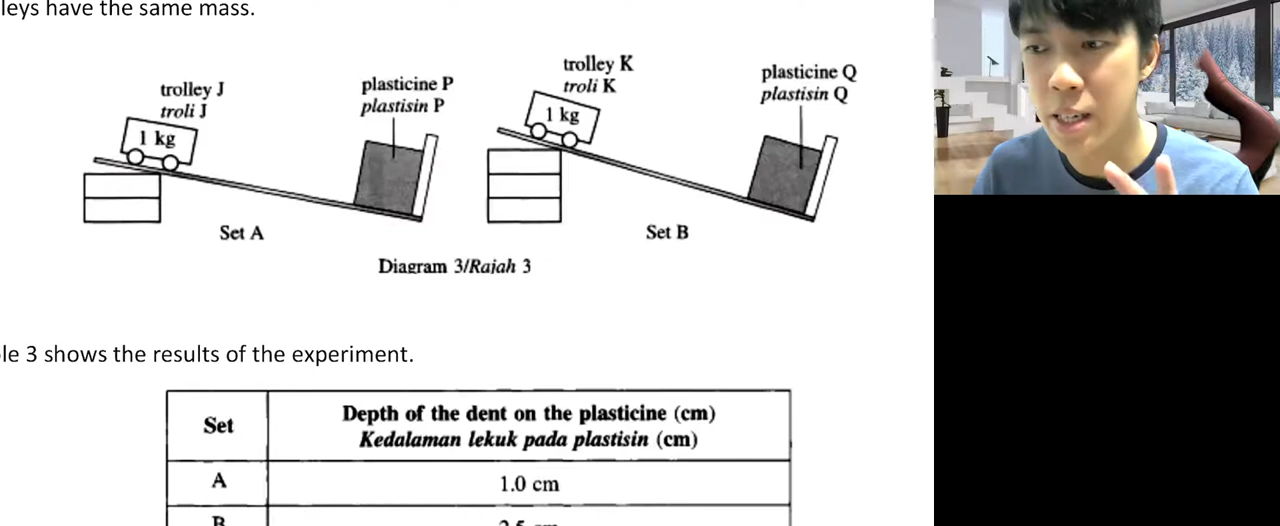 leys have the same mass.
trolley J
troli J
1 kg
plasticine P
plastisin P
Set A
trolley K
troli K
1 kg
plasticine Q
plastisin Q
Set B
Diagram 3/Rajah 3
le 3 shows the results of the experiment.
Set
Depth of the dent on the plasticine (cm)
Kedalaman lekuk pada plastisin (cm)
A
1.0 cm
B